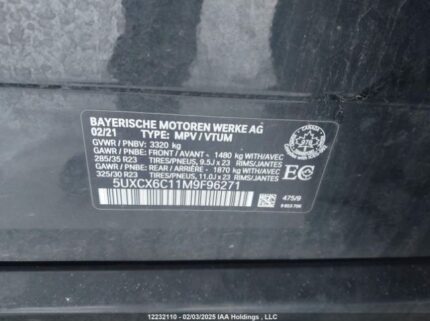 BAYERISCHE MOTOREN WERKE AG
02/21 TYPE: MPV / VTUM
GVWR / PNBV: 3320 kg
GAWR / PNBE: FRONT / AVANT - 1480 kg WITH/AVEC
285/35 R23 TIRES/PNEUS, 9.5J x 23 RIMS/JANTES
GAWR / PNBE: REAR / ARRIÈRE - 1870 kg WITH/AVEC
325/30 R23 TIRES/PNEUS, 11.0J x 23 RIMS/JANTES
5UXCX6C11M9F96271
CANADA
EC
475/9
12232110 - 02/03/2025 IAA Holdings , LLC